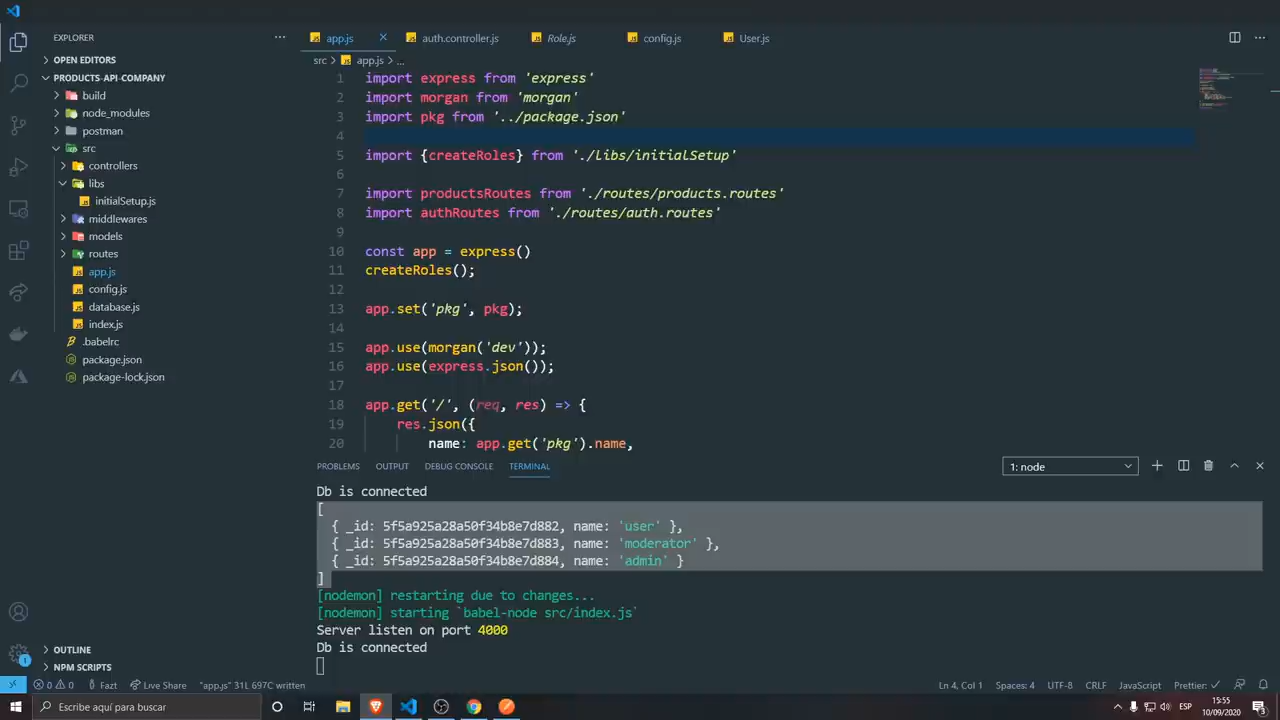 EXPLORER
OPEN EDITORS
PRODUCTS-API-COMPANY
build
node_modules
postman
src
controllers
libs
initialSetup.js
middlewares
models
routes
app.js
config.js
database.js
index.js
.babelrc
package.json
package-lock.json
OUTLINE
NPM SCRIPTS
app.js auth.controller.js Role.js config.js User.js
src > app.js > ...
1 import express from 'express'
2 import morgan from 'morgan'
3 import pkg from '../package.json'
4
5 import {createRoles} from './libs/initialSetup'
6
7 import productsRoutes from './routes/products.routes'
8 import authRoutes from './routes/auth.routes'
9
10 const app = express()
11 createRoles();
12
13 app.set('pkg', pkg);
14
15 app.use(morgan('dev'));
16 app.use(express.json());
17
18 app.get('/', (req, res) => {
19 res.json({
20 name: app.get('pkg').name,
PROBLEMS OUTPUT DEBUG CONSOLE TERMINAL 1: node
Db is connected
[
{ _id: 5f5a925a28a50f34b8e7d882, name: 'user' },
{ _id: 5f5a925a28a50f34b8e7d883, name: 'moderator' },
{ _id: 5f5a925a28a50f34b8e7d884, name: 'admin' }
]
[nodemon] restarting due to changes...
[nodemon] starting `babel-node src/index.js`
Server listen on port 4000
Db is connected
1
0 0 Fazt Live Share "app.js" 31L 697C written Ln 4, Col 1 Spaces: 4 UTF-8 CRLF JavaScript Prettier: ✓
Escribe aquí para buscar ESP 15:55
10/09/2020 3